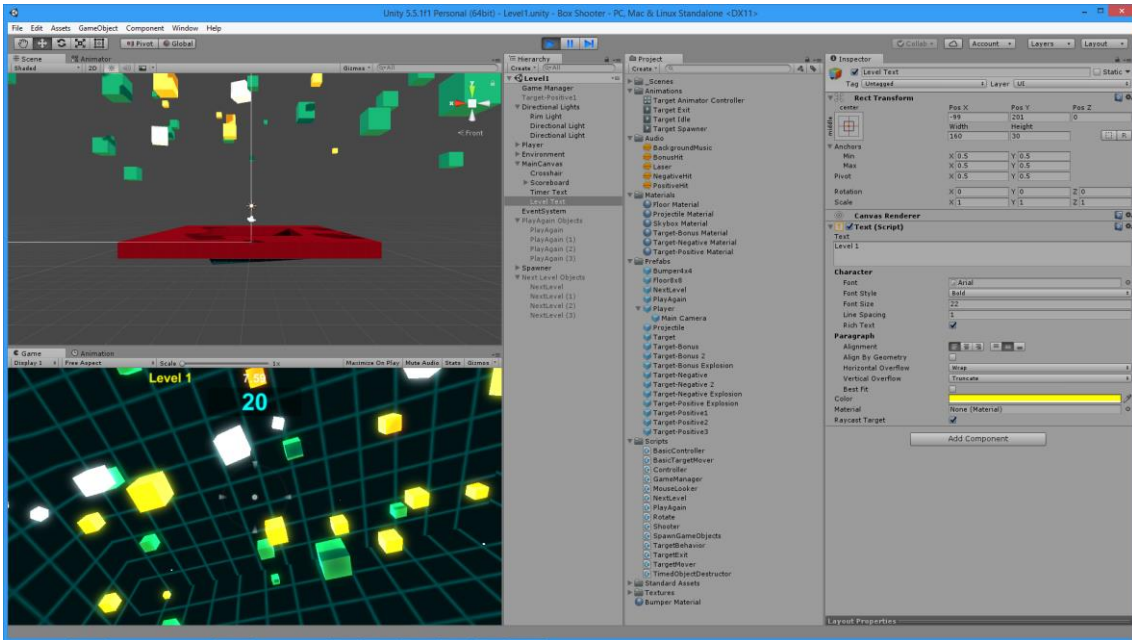 Unity 5.5.1f1 Personal (64bit) - Level1.unity - Box Shooter - PC, Mac & Linux Standalone <DX11>
File Edit Assets GameObject Component Window Help
Pivot Global
Collab Account Layers Layout
Scene Animator
Shaded 2D Gizmos All
Front
Game Animation
Display 1 Free Aspect Scale 1x Maximize On Play Mute Audio Stats Gizmos
Level 1
7.59
20
Hierarchy
Create All
Level1
Game Manager
Target-Positive1
Directional Lights
Rim Light
Directional Light
Directional Light
Player
Environment
MainCanvas
Crosshair
Scoreboard
Timer Text
Level Text
EventSystem
PlayAgain Objects
PlayAgain
PlayAgain (1)
PlayAgain (2)
PlayAgain (3)
Spawner
Next Level Objects
NextLevel
NextLevel (1)
NextLevel (2)
NextLevel (3)
Project
Create
_Scenes
Animations
Target Animator Controller
Target Exit
Target Idle
Target Spawner
Audio
BackgroundMusic
BonusHit
Laser
NegativeHit
PositiveHit
Materials
Floor Material
Projectile Material
Skybox Material
Target-Bonus Material
Target-Negative Material
Target-Positive Material
Prefabs
Bumper4x4
Floor8x8
NextLevel
PlayAgain
Player
Main Camera
Projectile
Target
Target-Bonus
Target-Bonus 2
Target-Bonus Explosion
Target-Negative
Target-Negative 2
Target-Negative Explosion
Target-Positive Explosion
Target-Positive1
Target-Positive2
Target-Positive3
Scripts
BasicController
BasicTargetMover
Controller
GameManager
MouseLooker
NextLevel
PlayAgain
Rotate
Shooter
SpawnGameObjects
TargetBehavior
TargetExit
TargetMover
TimedObjectDestructor
Standard Assets
Textures
Bumper Material
Inspector
Level Text Static
Tag Untagged Layer UI
Rect Transform
center Pos X Pos Y Pos Z
middle -99 201 0
Width Height
160 30 R
Anchors
Min X 0.5 Y 0.5
Max X 0.5 Y 0.5
Pivot X 0.5 Y 0.5
Rotation X 0 Y 0 Z 0
Scale X 1 Y 1 Z 1
Canvas Renderer
Text (Script)
Text
Level 1
Character
Font Arial
Font Style Bold
Font Size 22
Line Spacing 1
Rich Text
Paragraph
Alignment
Align By Geometry
Horizontal Overflow Wrap
Vertical Overflow Truncate
Best Fit
Color
Material None (Material)
Raycast Target
Add Component
Layout Properties